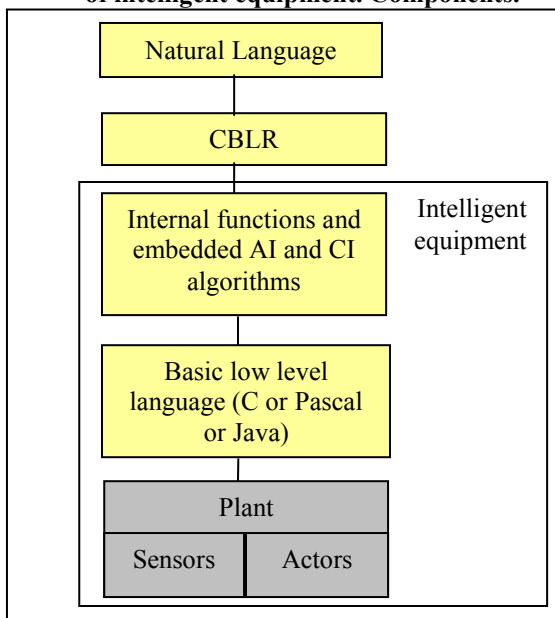 of intelligent equipment. Components.
Natural Language
CBLR
Internal functions and
embedded AI and CI
algorithms
Intelligent
equipment
Basic low level
language (C or Pascal
or Java)
Plant
Sensors
Actors